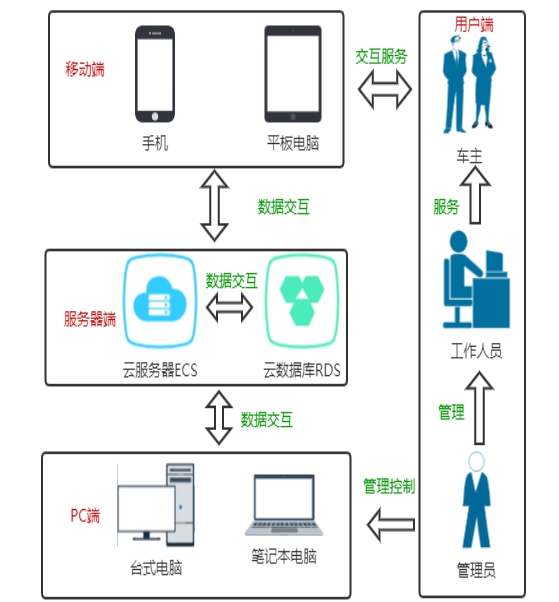 用户端
移动端
交互服务
手机
平板电脑
车主
数据交互
服务
服务器端
数据交互
云服务器ECS
云数据库RDS
工作人员
数据交互
管理
PC端
管理控制
台式电脑
笔记本电脑
管理员